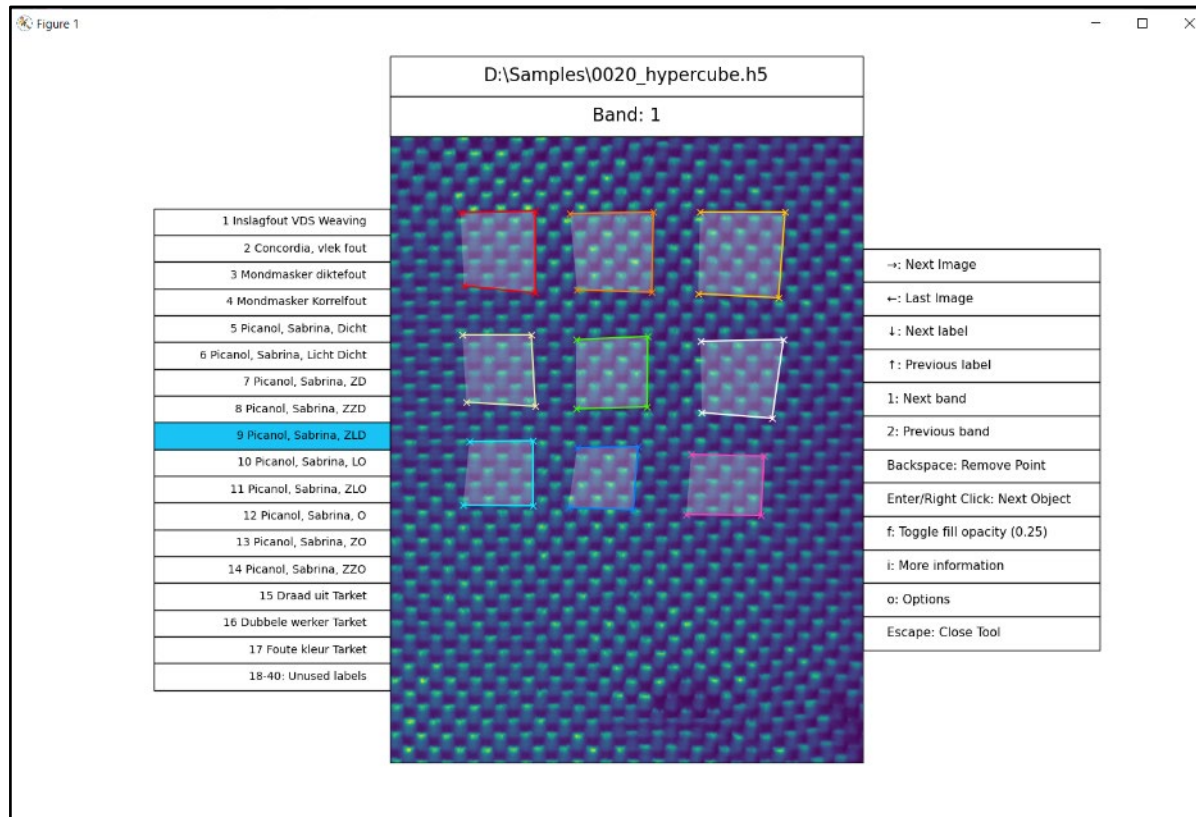 Figure 1
D:\Samples\0020_hypercube.h5
Band: 1
1 Inslagfout VDS Weaving
2 Concordia, vlek fout
3 Mondmasker diktefout
4 Mondmasker Korrelfout
5 Picanol, Sabrina, Dicht
6 Picanol, Sabrina, Licht Dicht
7 Picanol, Sabrina, ZD
8 Picanol, Sabrina, ZZD
9 Picanol, Sabrina, ZLD
10 Picanol, Sabrina, LO
11 Picanol, Sabrina, ZLO
12 Picanol, Sabrina, O
13 Picanol, Sabrina, ZO
14 Picanol, Sabrina, ZZO
15 Draad uit Tarket
16 Dubbele werker Tarket
17 Foute kleur Tarket
18-40: Unused labels
→: Next Image
←: Last Image
↓: Next label
↑: Previous label
1: Next band
2: Previous band
Backspace: Remove Point
Enter/Right Click: Next Object
f: Toggle fill opacity (0.25)
i: More information
o: Options
Escape: Close Tool